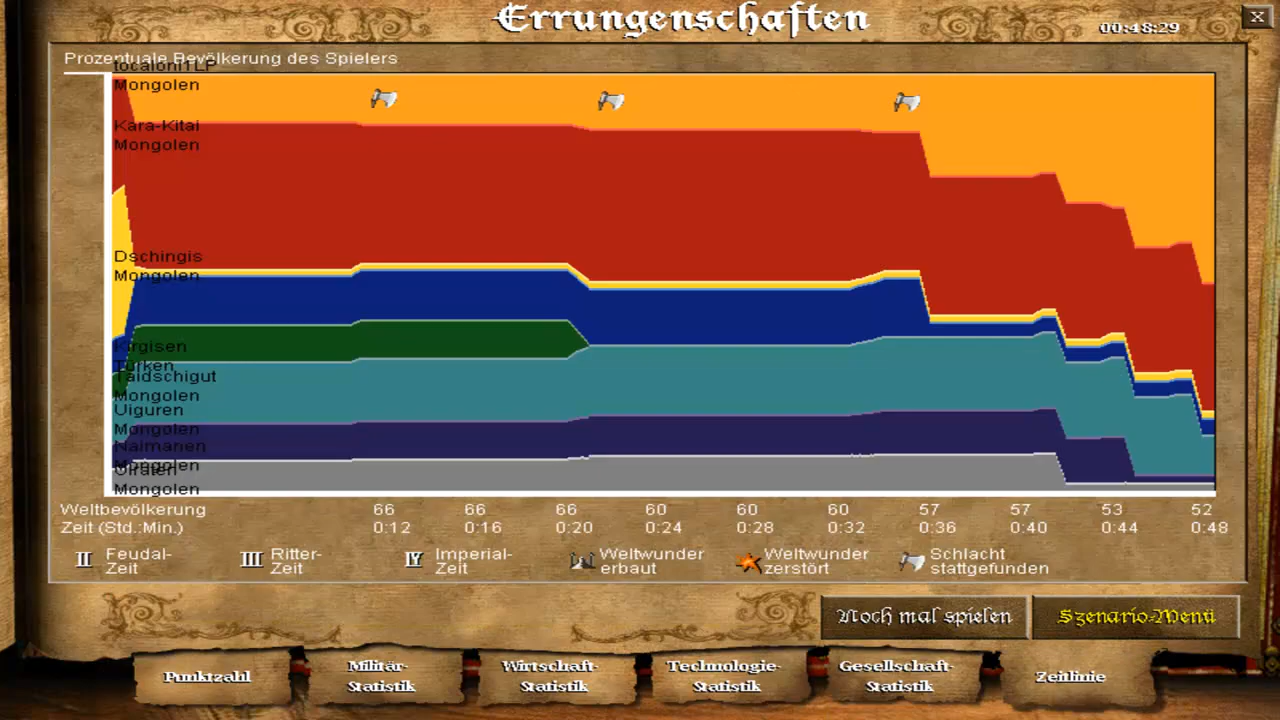 Errungenschaften
00:48:29
X
Prozentuale Bevölkerung des Spielers
Mongolen
Kara-Kitai
Mongolen
Dschingis
Mongolen
Kirgisen
Türken
Taidschigut
Mongolen
Uiguren
Mongolen
Naimanen
Mongolen
Oiraten
Mongolen
Weltbevölkerung 66 66 66 60 60 60 57 57 53 52
Zeit (Std.:Min.) 0:12 0:16 0:20 0:24 0:28 0:32 0:36 0:40 0:44 0:48
II Feudal-Zeit III Ritter-Zeit IV Imperial-Zeit Weltwunder erbaut Weltwunder zerstört Schlacht stattgefunden
Noch mal spielen Szenario-Menü
Punktzahl Militär-Statistik Wirtschaft-Statistik Technologie-Statistik Gesellschaft-Statistik Zeitlinie